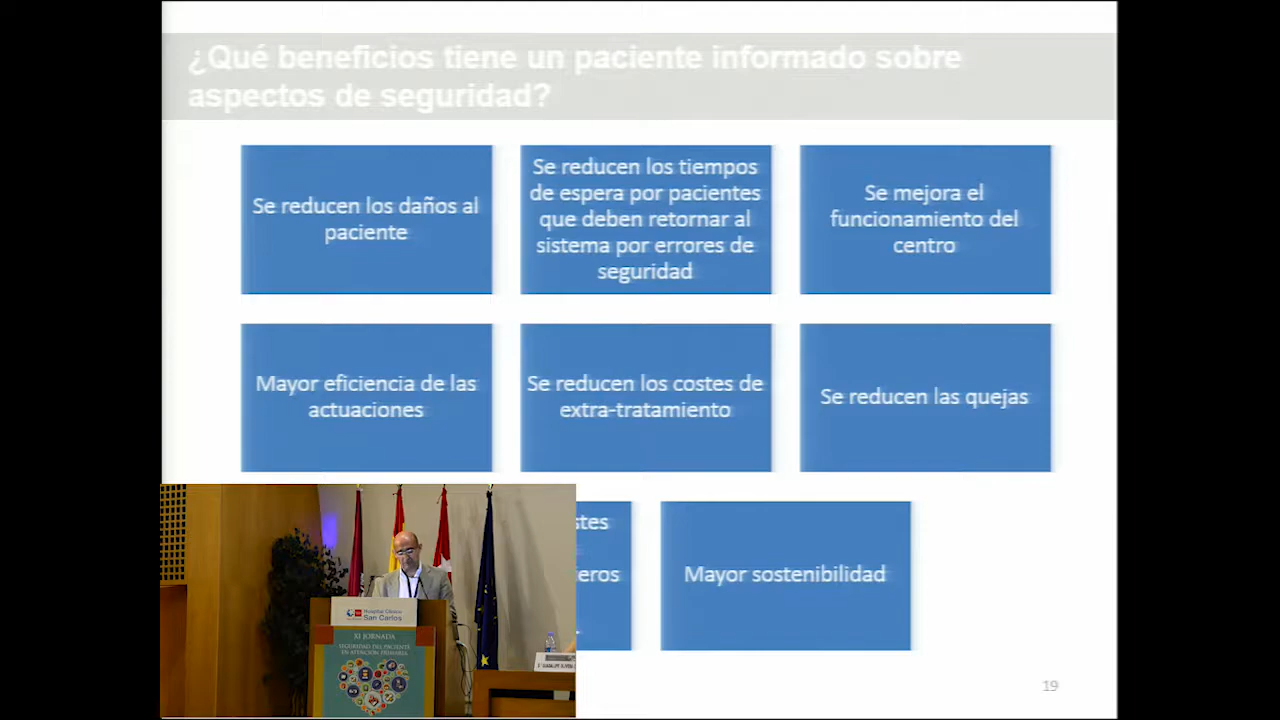 ¿Qué beneficios tiene un paciente informado sobre
aspectos de seguridad?
Se reducen los daños al
paciente
Se reducen los tiempos
de espera por pacientes
que deben retornar al
sistema por errores de
seguridad
Se mejora el
funcionamiento del
centro
Mayor eficiencia de las
actuaciones
Se reducen los costes de
extra-tratamiento
Se reducen las quejas
Mayor sostenibilidad
19
Hospital Clínico
San Carlos
XI JORNADA
SEGURIDAD DEL PACIENTE
EN ATENCIÓN PRIMARIA